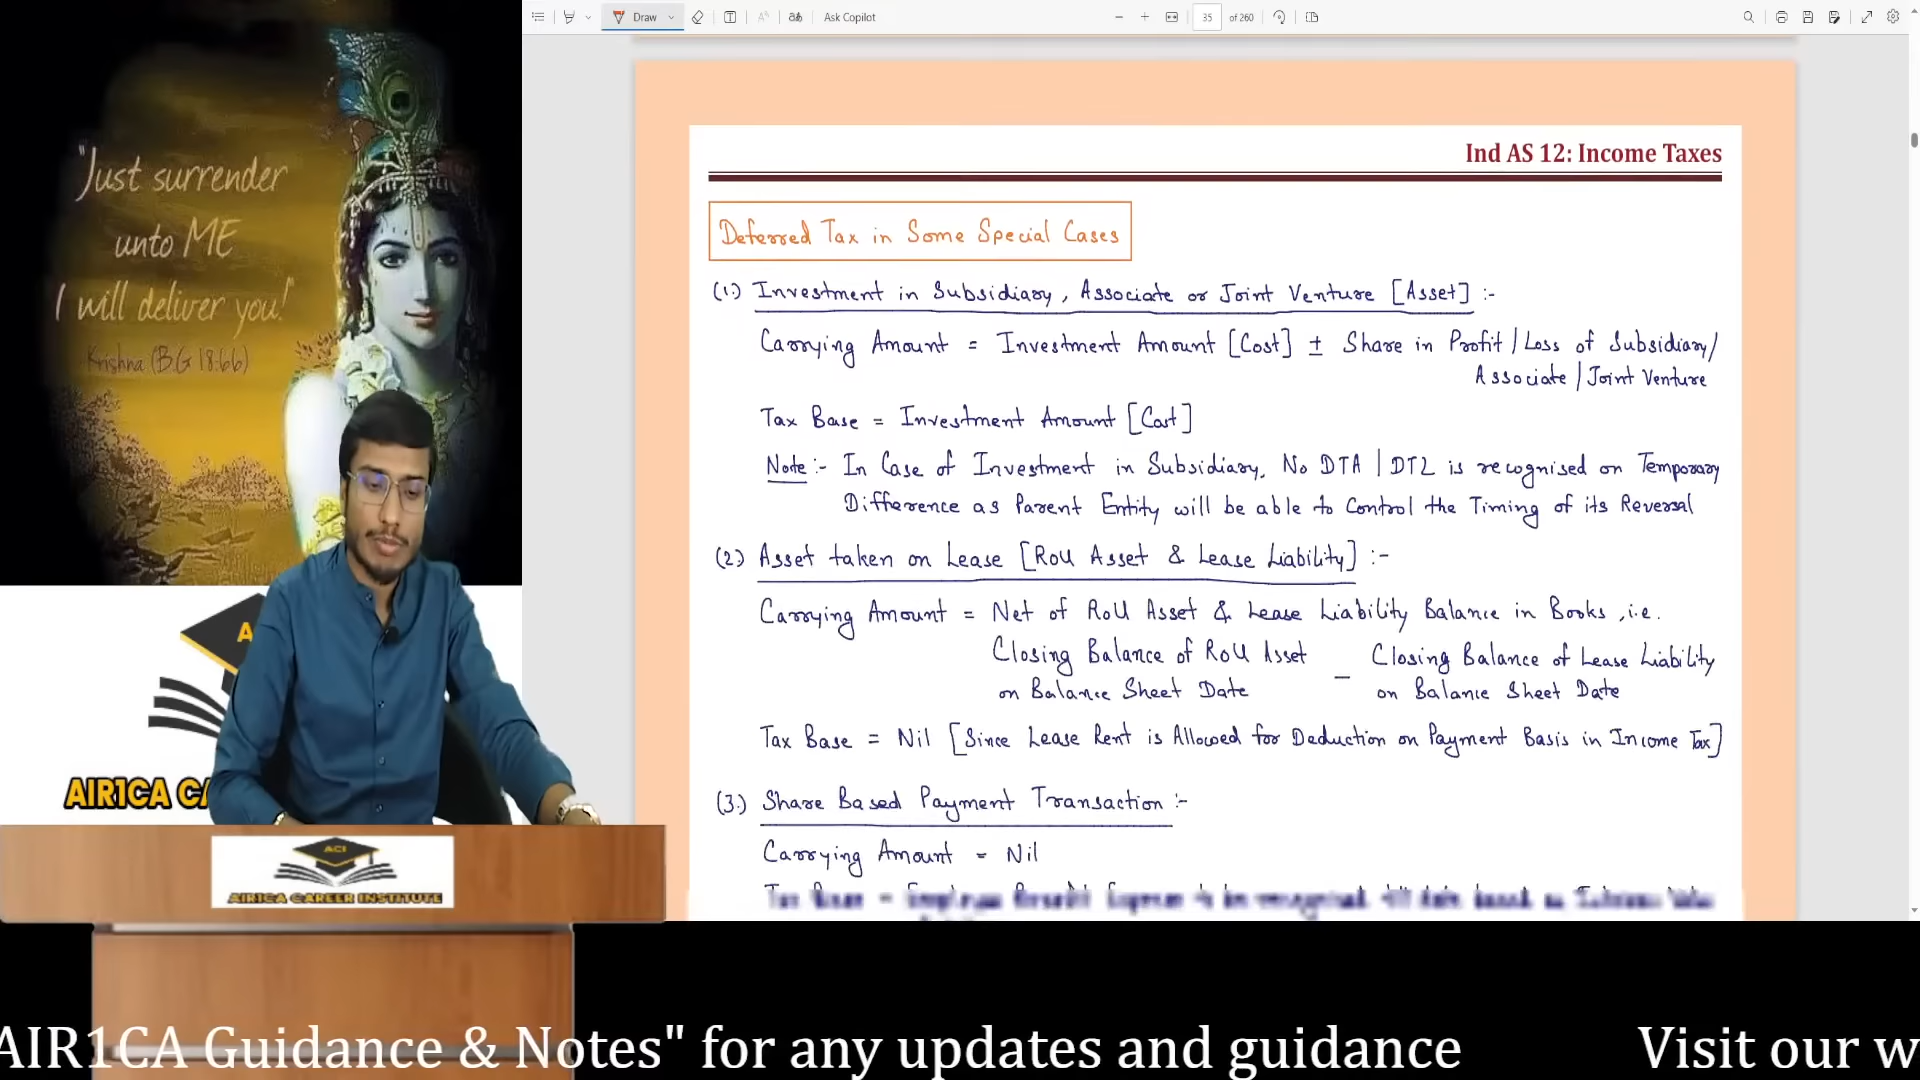 "Just surrender
unto ME
I will deliver you!"
Krishna (B.G 18:66)
AIR1CA
ACI
AIR1CA CAREER INSTITUTE
Draw
Ask Copilot
35 of 260
Ind AS 12: Income Taxes
Deferred Tax in Some Special Cases
(1.) Investment in Subsidiary, Associate or Joint Venture [Asset] :-
Carrying Amount = Investment Amount [Cost] ± Share in Profit/Loss of Subsidiary/
Associate/Joint Venture
Tax Base = Investment Amount [Cost]
Note :- In Case of Investment in Subsidiary, No DTA/DTL is recognised on Temporary
Difference as Parent Entity will be able to Control the Timing of its Reversal
(2.) Asset taken on Lease [ROU Asset & Lease Liability] :-
Carrying Amount = Net of ROU Asset & Lease Liability Balance in Books, i.e.
Closing Balance of ROU Asset - Closing Balance of Lease Liability
on Balance Sheet Date on Balance Sheet Date
Tax Base = Nil [Since Lease Rent is Allowed for Deduction on Payment Basis in Income Tax]
(3.) Share Based Payment Transaction :-
Carrying Amount = Nil
AIR1CA Guidance & Notes" for any updates and guidance Visit our w